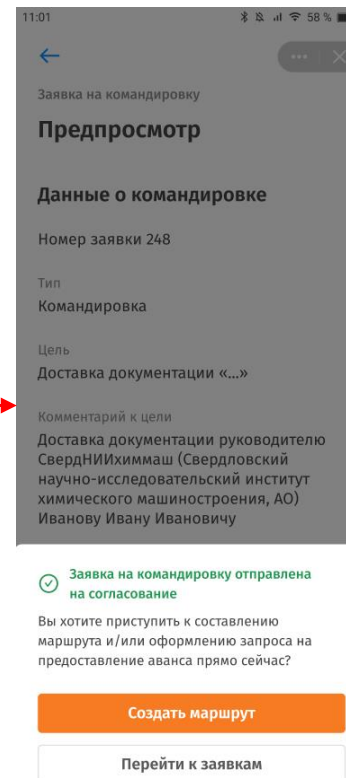 11:01
58 %
Заявка на командировку
Предпросмотр
Данные о командировке
Номер заявки 248
Тип
Командировка
Цель
Доставка документации «...»
Комментарий к цели
Доставка документации руководителю
СвердНИИхиммаш (Свердловский
научно-исследовательский институт
химического машиностроения, АО)
Иванову Ивану Ивановичу
Заявка на командировку отправлена
на согласование
Вы хотите приступить к составлению
маршрута и/или оформлению запроса на
предоставление аванса прямо сейчас?
Создать маршрут
Перейти к заявкам